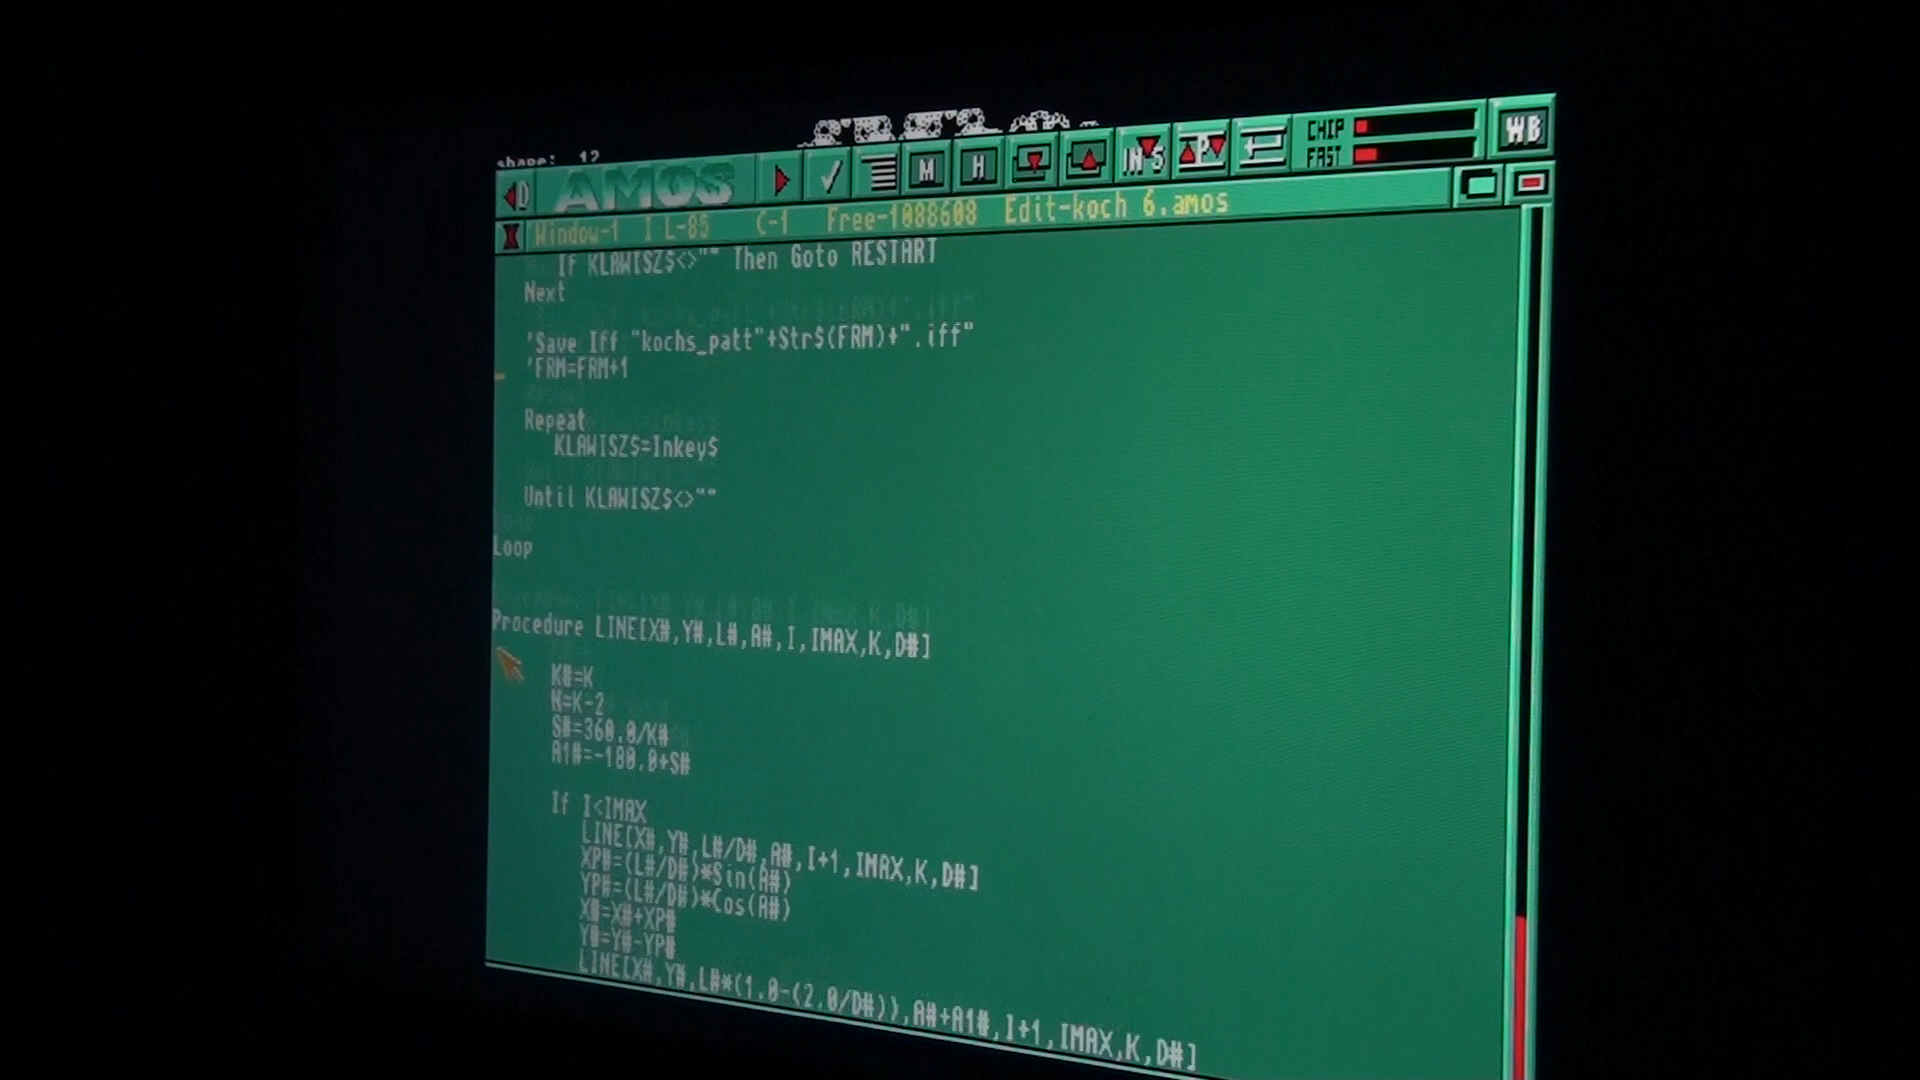 shape: 12
AMOS M H IN S P CHIP FAST WB
Window-1 I L-85 C-1 Free-1088608 Edit-koch 6.amos
If KLAWISZ$<>"" Then Goto RESTART
Next
'Save Iff "kochs_patt"+Str$(FRM)+".iff"
'FRM=FRM+1
Repeat
KLAWISZ$=Inkey$
Until KLAWISZ$<>""
Loop
Procedure LINE[X#,Y#,L#,A#,I,IMAX,K,D#]
K#=K
N=K-2
S#=360.0/K#
A1#=-180.0+S#
If I<IMAX
LINE[X#,Y#,L#/D#,A#,I+1,IMAX,K,D#]
XP#=(L#/D#)*Sin(A#)
YP#=(L#/D#)*Cos(A#)
X#=X#+XP#
Y#=Y#-YP#
LINE[X#,Y#,L#*(1.0-(2.0/D#)),A#+A1#,I+1,IMAX,K,D#]